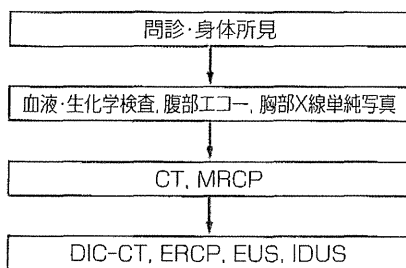 問診·身体所見
血液·生化学検査, 腹部エコー, 胸部X線単純写真
CT, MRCP
DIC-CT, ERCP, EUS, IDUS